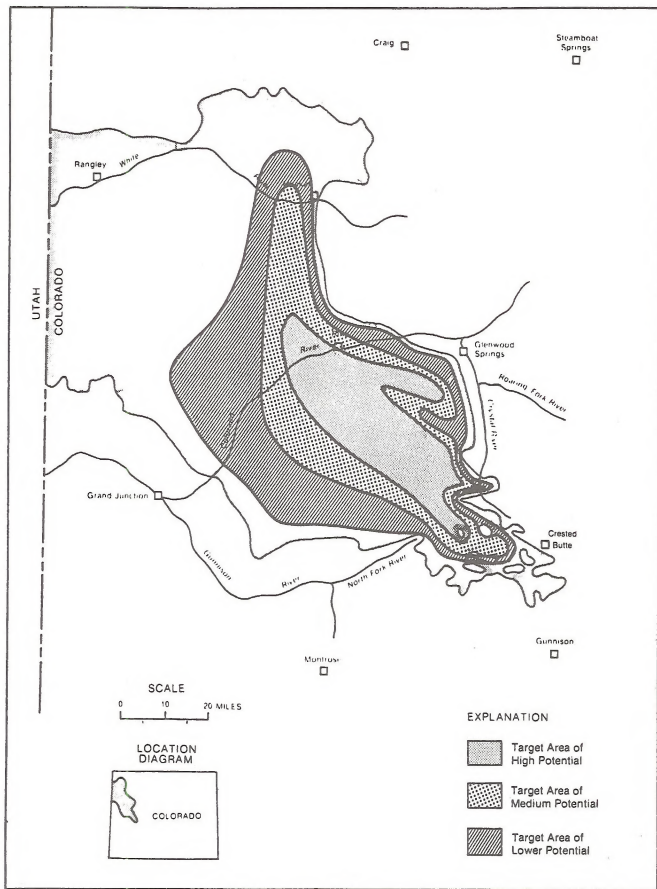 Craig
Steamboat
Springs
Rangley
White
UTAH
COLORADO
River
Glenwood
Springs
Roaring Fork River
Crystal River
Colorado
Grand Junction
Gunnison
River
North Fork River
Crested
Butte
Montrose
Gunnison
SCALE
0 10 20 MILES
LOCATION
DIAGRAM
COLORADO
EXPLANATION
Target Area of
High Potential
Target Area of
Medium Potential
Target Area of
Lower Potential